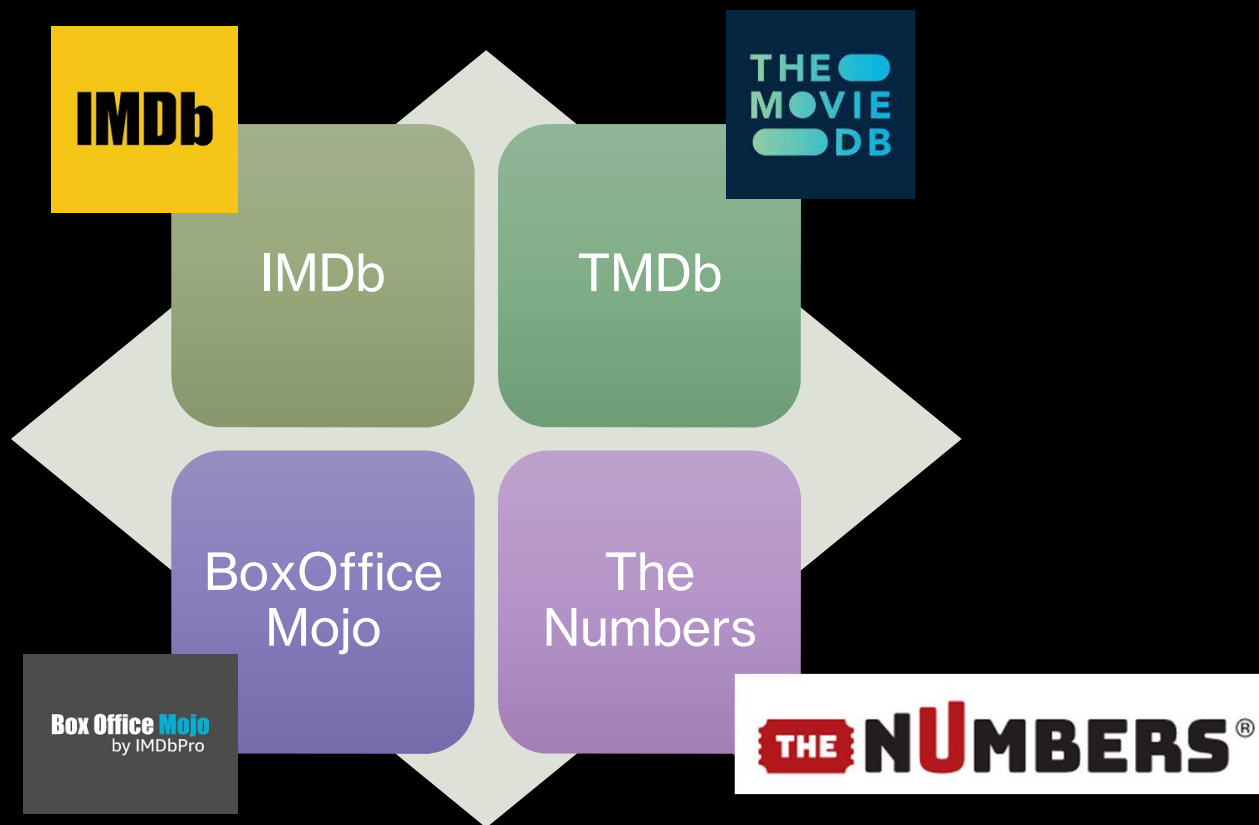 IMDb
THE
MOVIE
DB
IMDb
TMDb
BoxOffice
Mojo
The
Numbers
Box Office Mojo
by IMDbPro
THE NUMBERS®